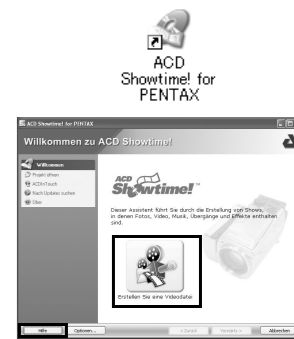 ACD
Showtime! for
PENTAX
ACD Showtime! for PENTAX
Willkommen zu ACD Showtime!
Willkommen
Projekt öffnen
ACDInTouch
Nach Updates suchen
Über
ACD
Showtime!™
Dieser Assistent führt Sie durch die Erstellung von Shows,
in denen Fotos, Video, Musik, Übergänge und Effekte enthalten
sind.
Erstellen Sie eine Videodatei
Hilfe
Optionen...
< Zurück
Vorwärts >
Abbrechen